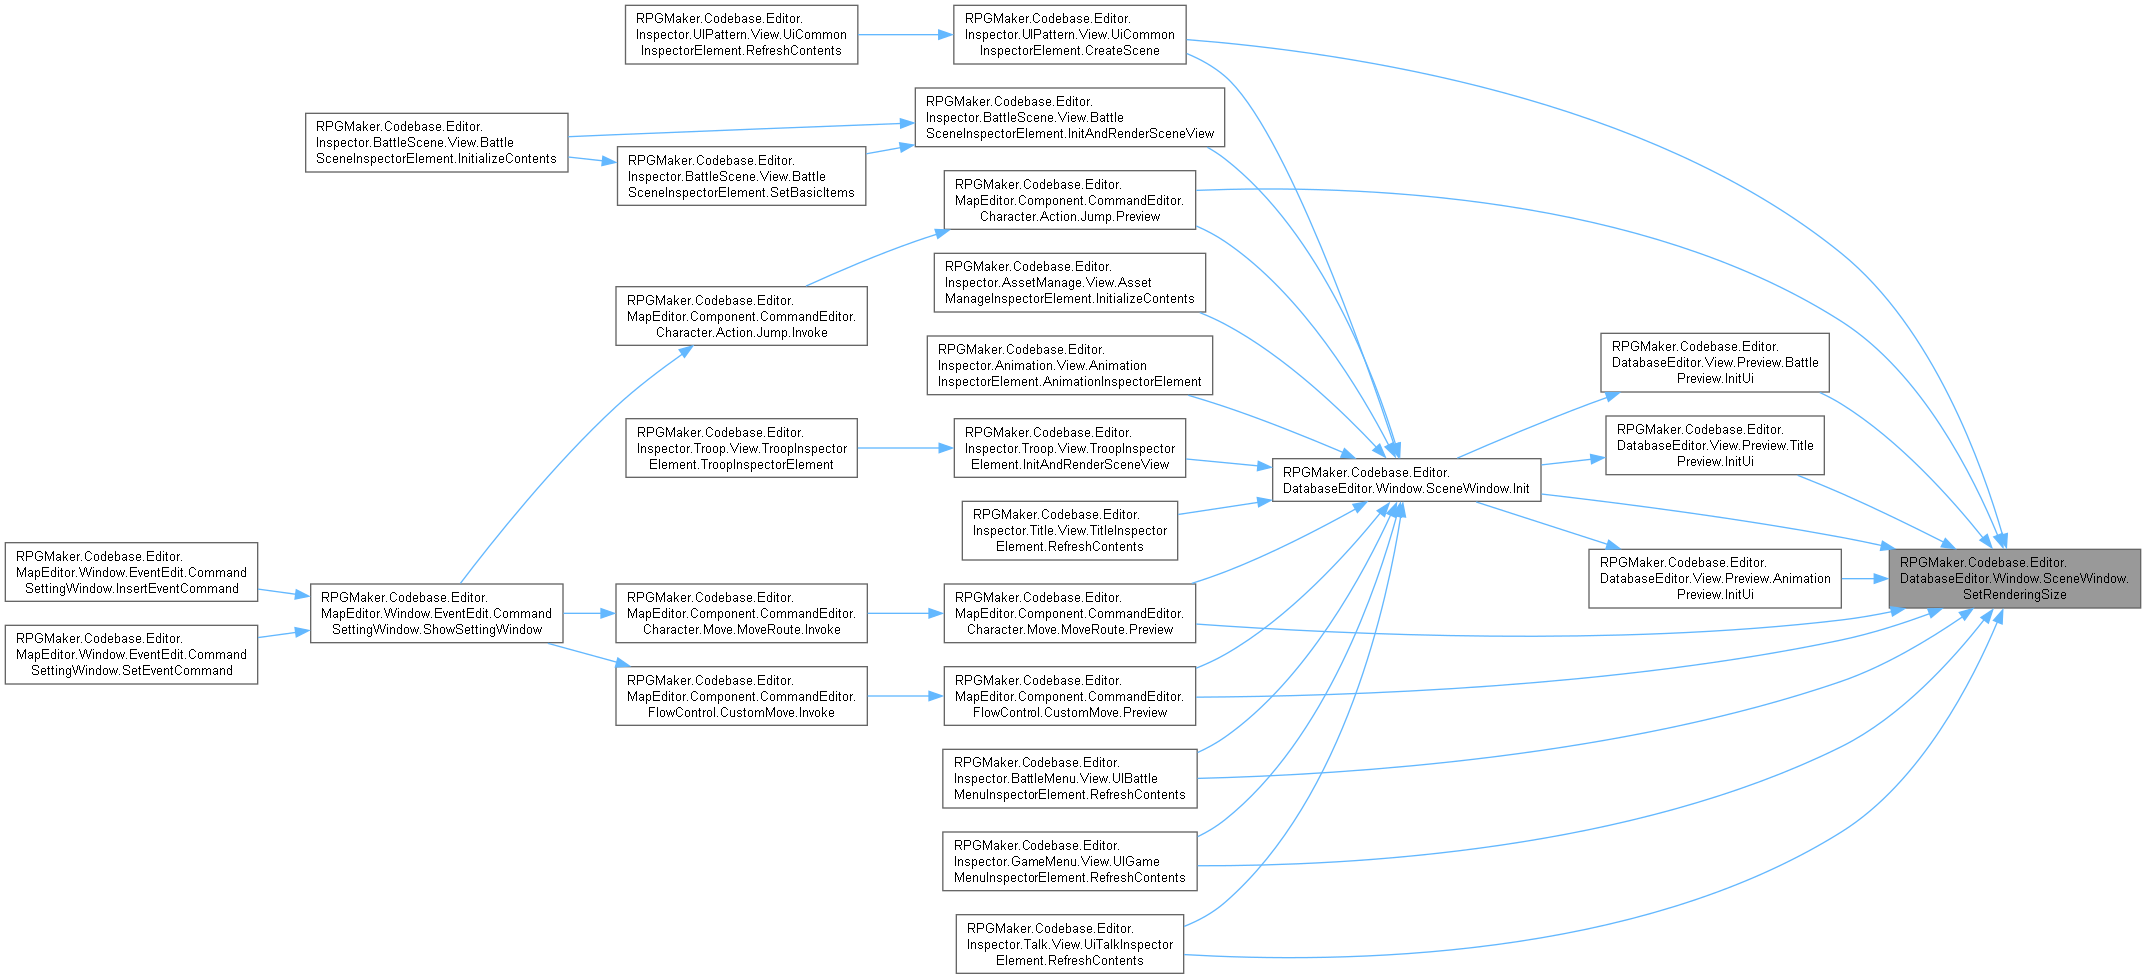 RPGMaker.Codebase.Editor.
Inspector.UIPattern.View.UiCommon
InspectorElement.RefreshContents
RPGMaker.Codebase.Editor.
Inspector.UIPattern.View.UiCommon
InspectorElement.CreateScene
RPGMaker.Codebase.Editor.
Inspector.BattleScene.View.Battle
SceneInspectorElement.InitializeContents
RPGMaker.Codebase.Editor.
Inspector.BattleScene.View.Battle
SceneInspectorElement.InitAndRenderSceneView
RPGMaker.Codebase.Editor.
Inspector.BattleScene.View.Battle
SceneInspectorElement.SetBasicItems
RPGMaker.Codebase.Editor.
MapEditor.Component.CommandEditor.
Character.Action.Jump.Preview
RPGMaker.Codebase.Editor.
Inspector.AssetManage.View.Asset
ManageInspectorElement.InitializeContents
RPGMaker.Codebase.Editor.
MapEditor.Component.CommandEditor.
Character.Action.Jump.Invoke
RPGMaker.Codebase.Editor.
Inspector.Animation.View.Animation
InspectorElement.AnimationInspectorElement
RPGMaker.Codebase.Editor.
DatabaseEditor.View.Preview.Battle
Preview.InitUi
RPGMaker.Codebase.Editor.
Inspector.Troop.View.TroopInspector
Element.TroopInspectorElement
RPGMaker.Codebase.Editor.
Inspector.Troop.View.TroopInspector
Element.InitAndRenderSceneView
RPGMaker.Codebase.Editor.
DatabaseEditor.View.Preview.Title
Preview.InitUi
RPGMaker.Codebase.Editor.
DatabaseEditor.Window.SceneWindow.Init
RPGMaker.Codebase.Editor.
Inspector.Title.View.TitleInspector
Element.RefreshContents
RPGMaker.Codebase.Editor.
DatabaseEditor.View.Preview.Animation
Preview.InitUi
RPGMaker.Codebase.Editor.
DatabaseEditor.Window.SceneWindow.
SetRenderingSize
RPGMaker.Codebase.Editor.
MapEditor.Window.EventEdit.Command
SettingWindow.InsertEventCommand
RPGMaker.Codebase.Editor.
MapEditor.Window.EventEdit.Command
SettingWindow.ShowSettingWindow
RPGMaker.Codebase.Editor.
MapEditor.Component.CommandEditor.
Character.Move.MoveRoute.Invoke
RPGMaker.Codebase.Editor.
MapEditor.Component.CommandEditor.
Character.Move.MoveRoute.Preview
RPGMaker.Codebase.Editor.
MapEditor.Window.EventEdit.Command
SettingWindow.SetEventCommand
RPGMaker.Codebase.Editor.
MapEditor.Component.CommandEditor.
FlowControl.CustomMove.Invoke
RPGMaker.Codebase.Editor.
MapEditor.Component.CommandEditor.
FlowControl.CustomMove.Preview
RPGMaker.Codebase.Editor.
Inspector.BattleMenu.View.UIBattle
MenuInspectorElement.RefreshContents
RPGMaker.Codebase.Editor.
Inspector.GameMenu.View.UIGame
MenuInspectorElement.RefreshContents
RPGMaker.Codebase.Editor.
Inspector.Talk.View.UiTalkInspector
Element.RefreshContents